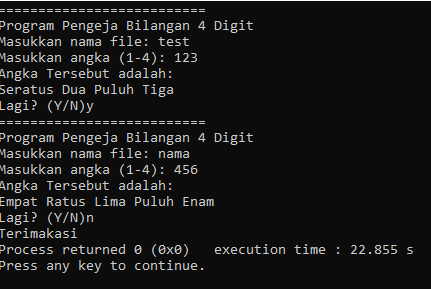 ==========================
Program Pengeja Bilangan 4 Digit
Masukkan nama file: test
Masukkan angka (1-4): 123
Angka Tersebut adalah:
Seratus Dua Puluh Tiga
Lagi? (Y/N)y
==========================
Program Pengeja Bilangan 4 Digit
Masukkan nama file: nama
Masukkan angka (1-4): 456
Angka Tersebut adalah:
Empat Ratus Lima Puluh Enam
Lagi? (Y/N)n
Terimakasi
Process returned 0 (0x0)   execution time : 22.855 s
Press any key to continue.